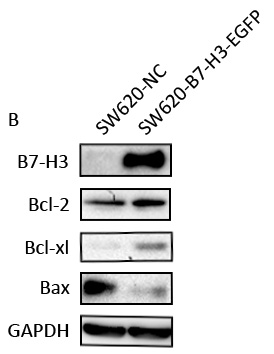 B
SW620-NC
SW620-B7-H3-EGFP
B7-H3
Bcl-2
Bcl-xl
Bax
GAPDH